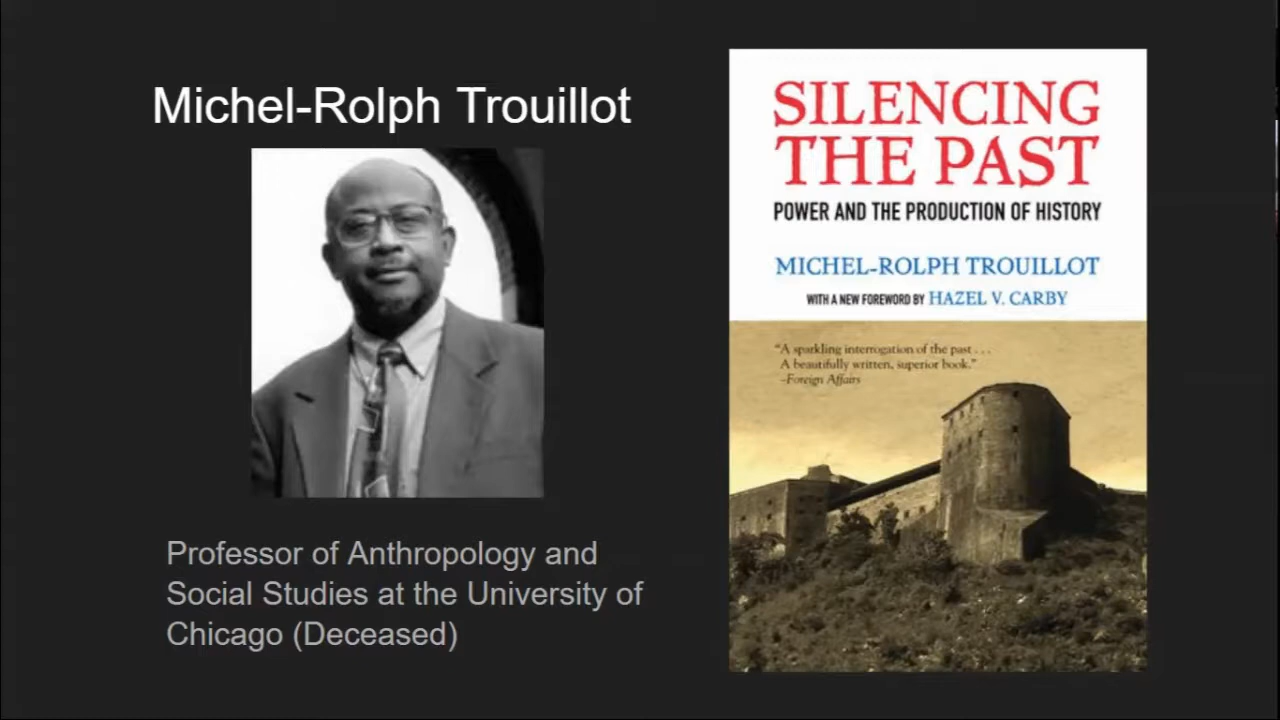 Michel-Rolph Trouillot
Professor of Anthropology and
Social Studies at the University of
Chicago (Deceased)
SILENCING
THE PAST
POWER AND THE PRODUCTION OF HISTORY
MICHEL-ROLPH TROUILLOT
WITH A NEW FOREWORD BY HAZEL V. CARBY
“A sparkling interrogation of the past . . .
A beautifully written, superior book.”
–Foreign Affairs